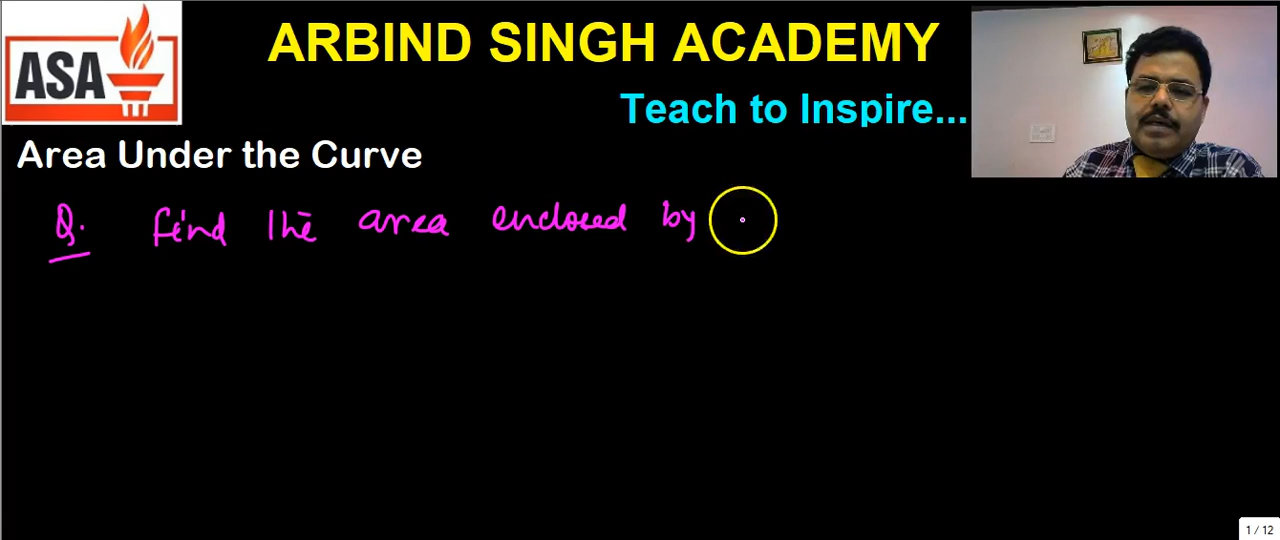 ASA
ARBIND SINGH ACADEMY
Teach to Inspire...
Area Under the Curve
Q. Find the area enclosed by
1 / 12